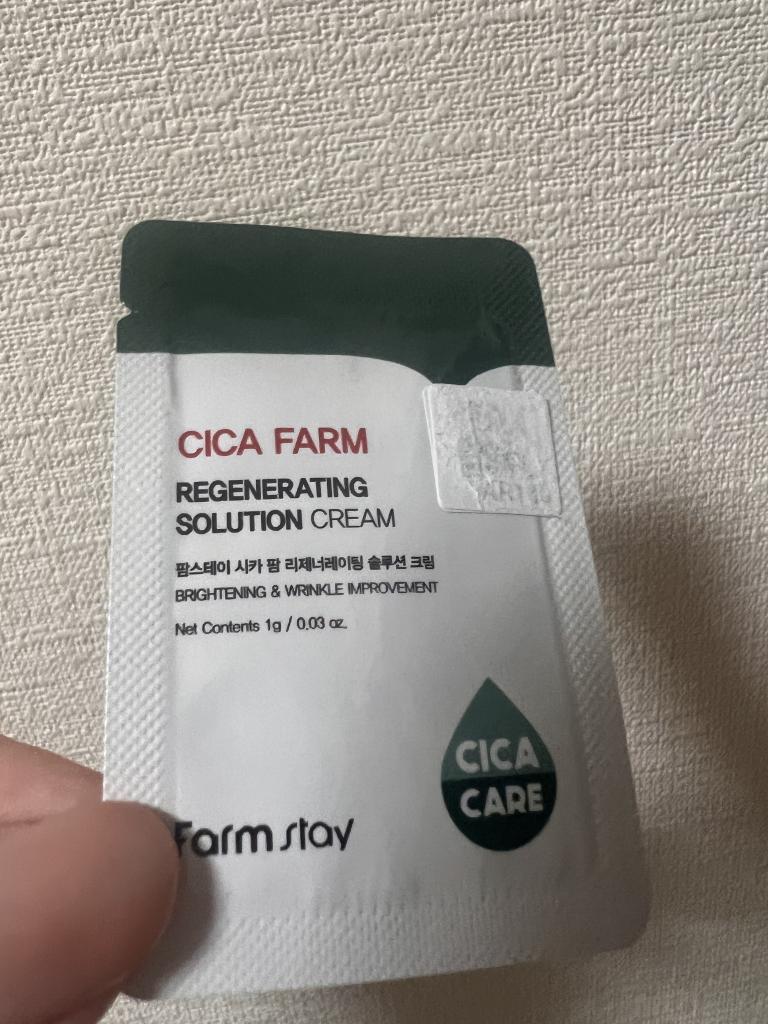 CICA FARM
REGENERATING
SOLUTION CREAM
팜스테이 시카 팜 리제너레이팅 솔루션 크림
BRIGHTENING & WRINKLE IMPROVEMENT
Net Contents 1g / 0.03 oz.
CICA
CARE
Farm stay